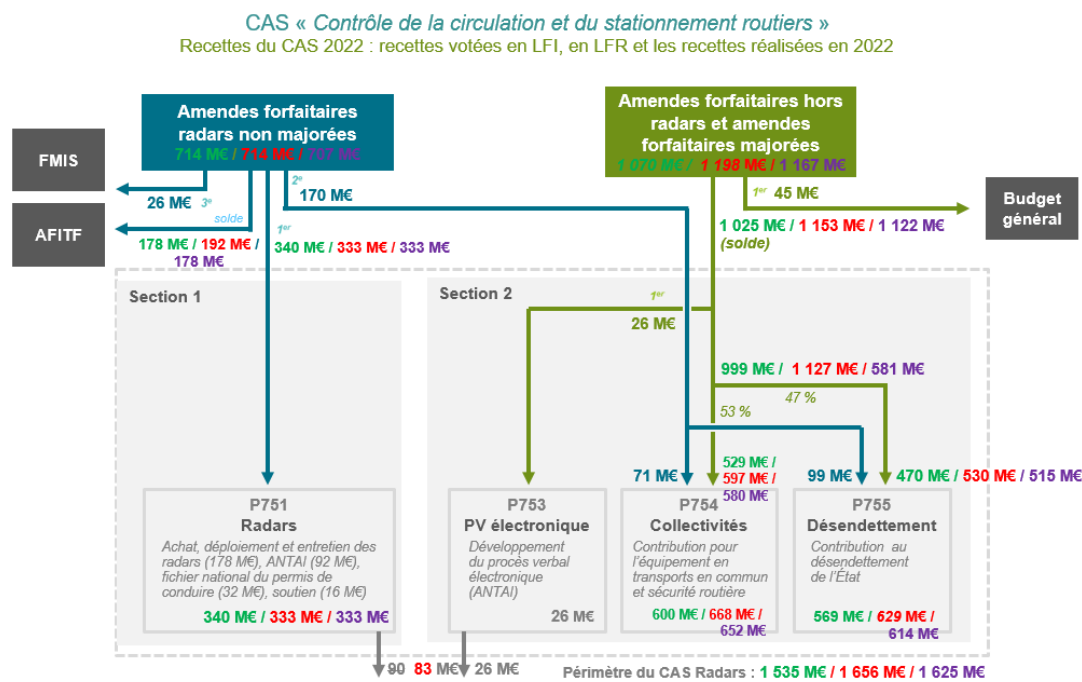 CAS « Contrôle de la circulation et du stationnement routiers »
Recettes du CAS 2022 : recettes votées en LFI, en LFR et les recettes réalisées en 2022
Amendes forfaitaires
radars non majorées
714 M€ / 714 M€ / 707 M€
Amendes forfaitaires hors
radars et amendes
forfaitaires majorées
1 070 M€ / 1 198 M€ / 1 167 M€
FMIS
AFITF
Budget
général
26 M€ 3e
solde
178 M€ / 192 M€ /
178 M€
2e
170 M€
1er
340 M€ / 333 M€ / 333 M€
1er 45 M€
1 025 M€ / 1 153 M€ / 1 122 M€
(solde)
Section 1
Section 2
1er
26 M€
999 M€ / 1 127 M€ / 581 M€
47 %
53 %
71 M€
529 M€ /
597 M€ /
580 M€
99 M€
470 M€ / 530 M€ / 515 M€
P751
Radars
Achat, déploiement et entretien des
radars (178 M€), ANTAI (92 M€),
fichier national du permis de
conduire (32 M€), soutien (16 M€)
340 M€ / 333 M€ / 333 M€
P753
PV électronique
Développement
du procès verbal
électronique
(ANTAI)
26 M€
P754
Collectivités
Contribution pour
l'équipement en
transports en commun
et sécurité routière
600 M€ / 668 M€ /
652 M€
P755
Désendettement
Contribution au
désendettement
de l'État
569 M€ / 629 M€ /
614 M€
90 83 M€
26 M€
Périmètre du CAS Radars : 1 535 M€ / 1 656 M€ / 1 625 M€